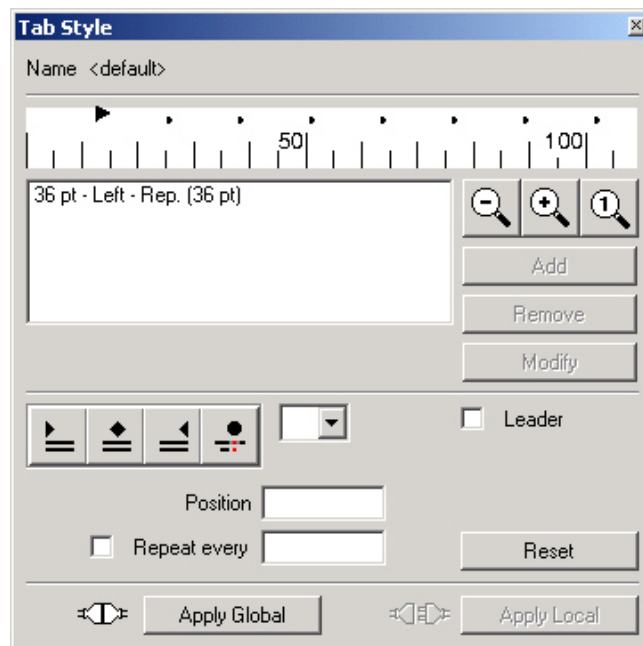 Tab Style
Name <default>
50 100
36 pt - Left - Rep. (36 pt)
1
Add
Remove
Modify
Leader
Position
Repeat every
Reset
Apply Global
Apply Local